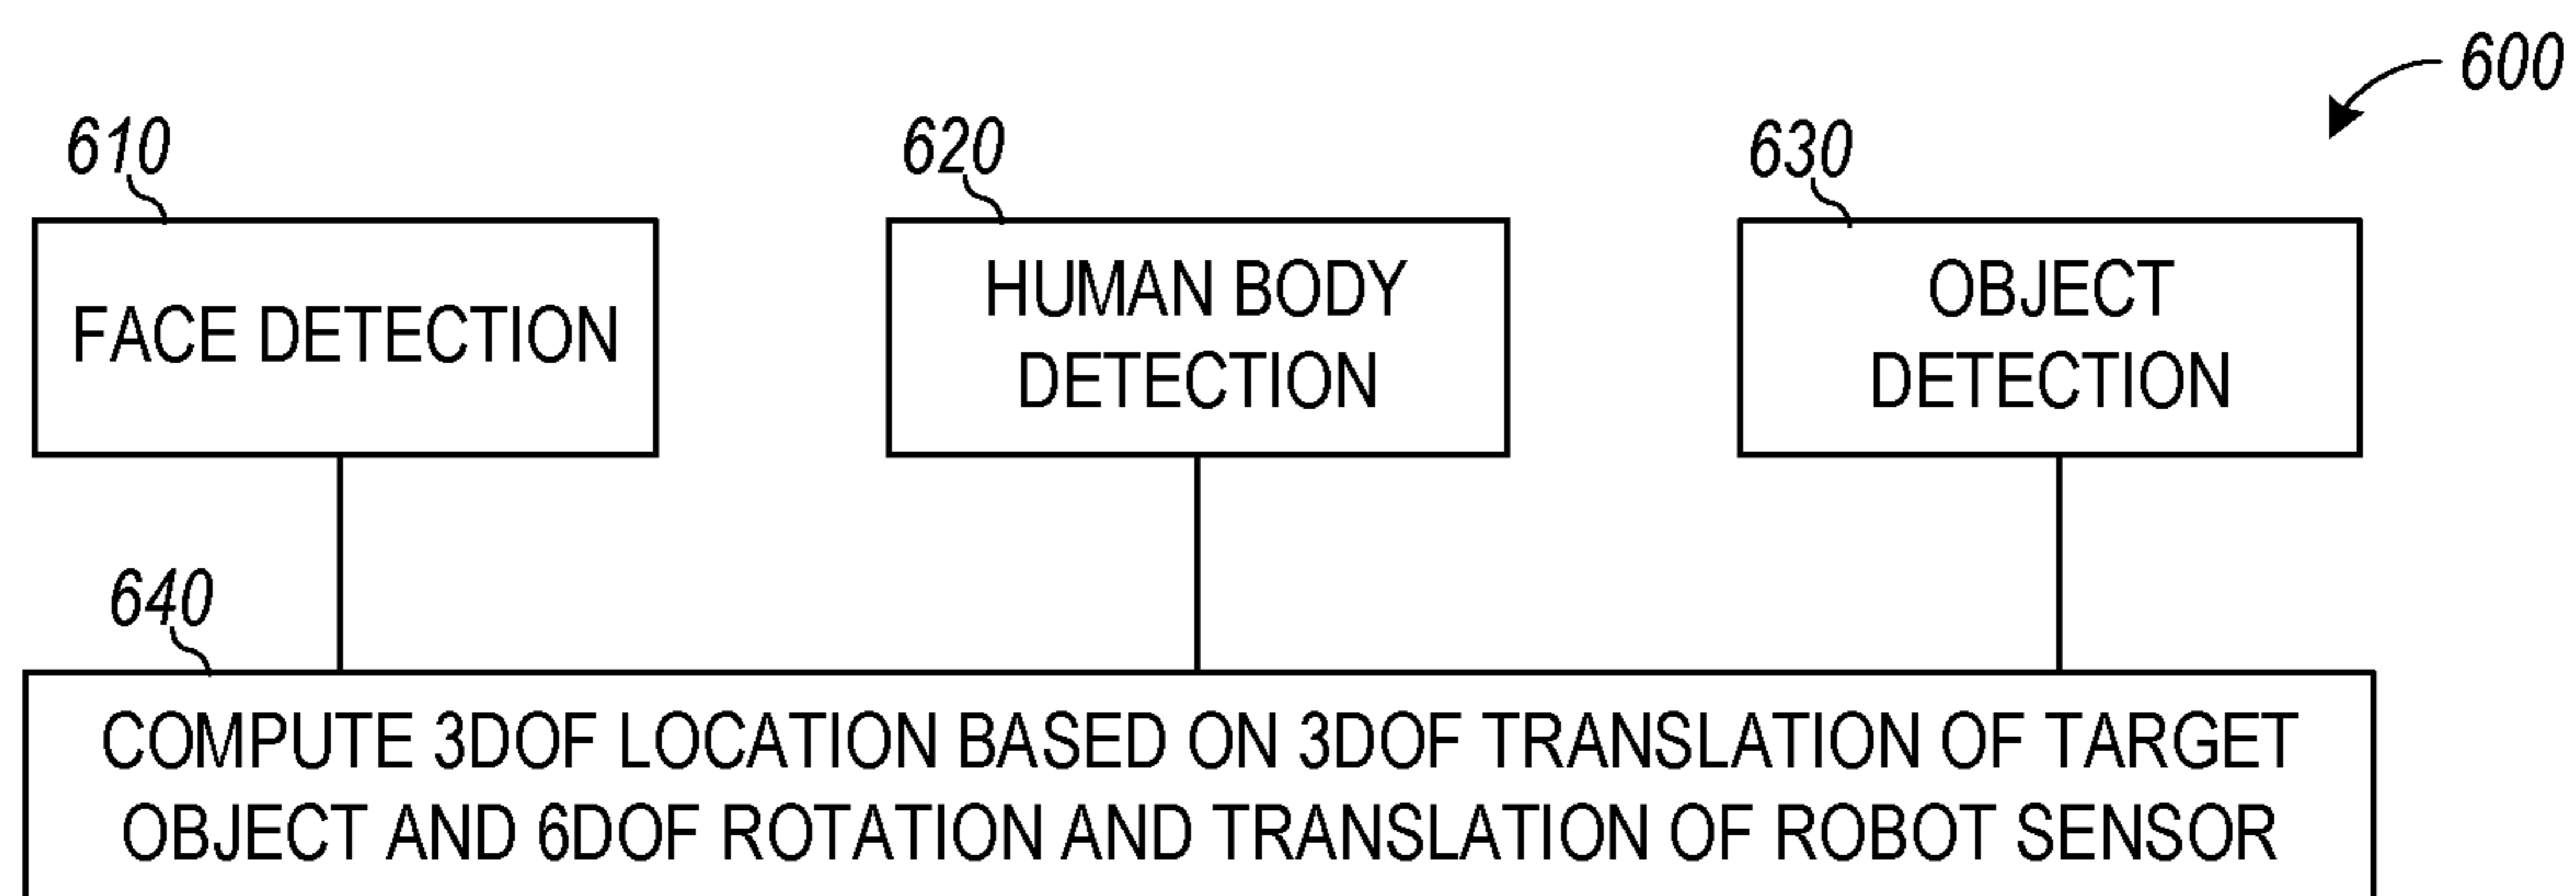 600
610
620
630
FACE DETECTION
HUMAN BODY
DETECTION
OBJECT
DETECTION
640
COMPUTE 3DOF LOCATION BASED ON 3DOF TRANSLATION OF TARGET
OBJECT AND 6DOF ROTATION AND TRANSLATION OF ROBOT SENSOR